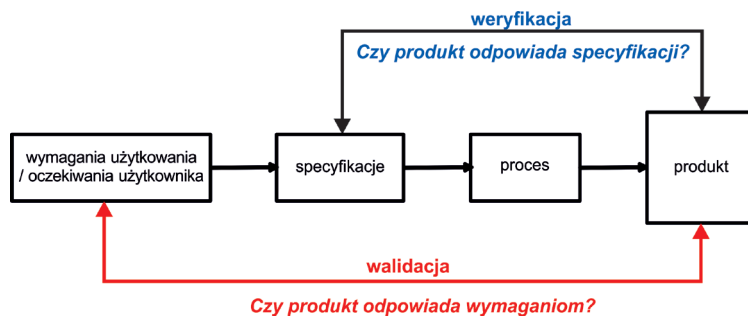 weryfikacja
Czy produkt odpowiada specyfikacji?
wymagania użytkowania
/ oczekiwania użytkownika
specyfikacje
proces
produkt
walidacja
Czy produkt odpowiada wymaganiom?